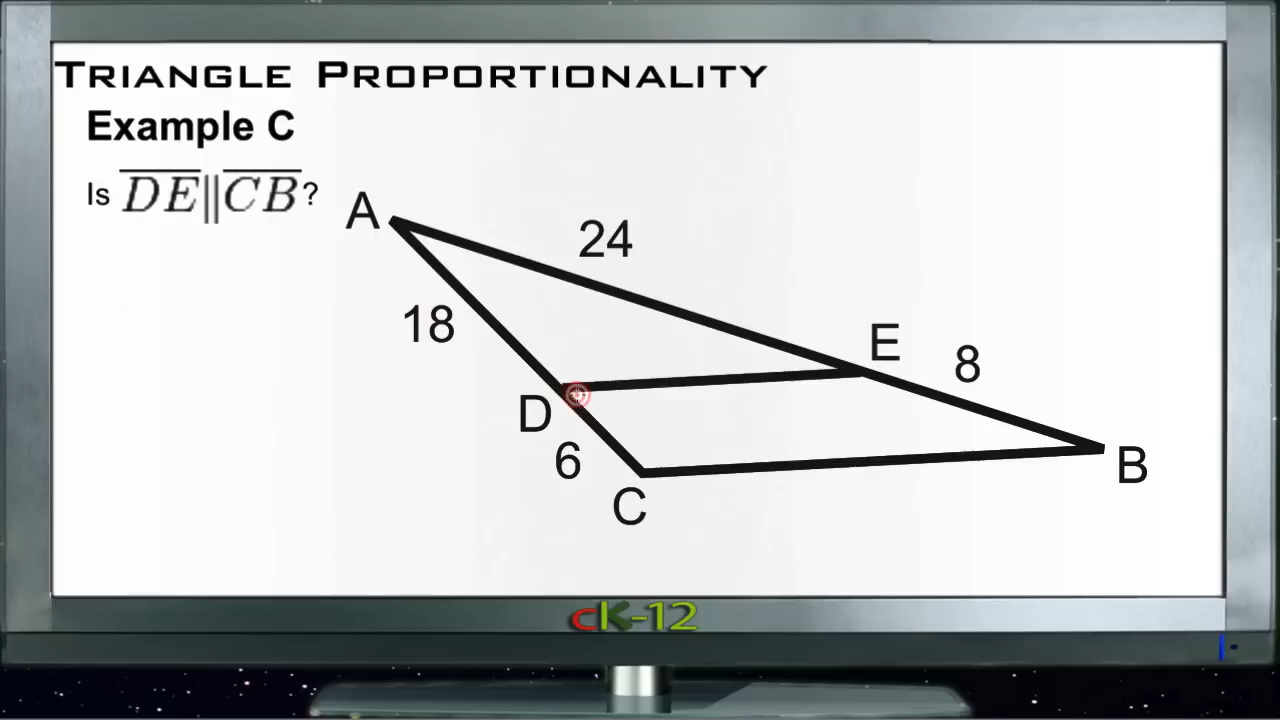 TRIANGLE PROPORTIONALITY
Example C
Is DE||CB?
A
24
18
E
8
D
6
B
C
cK-12